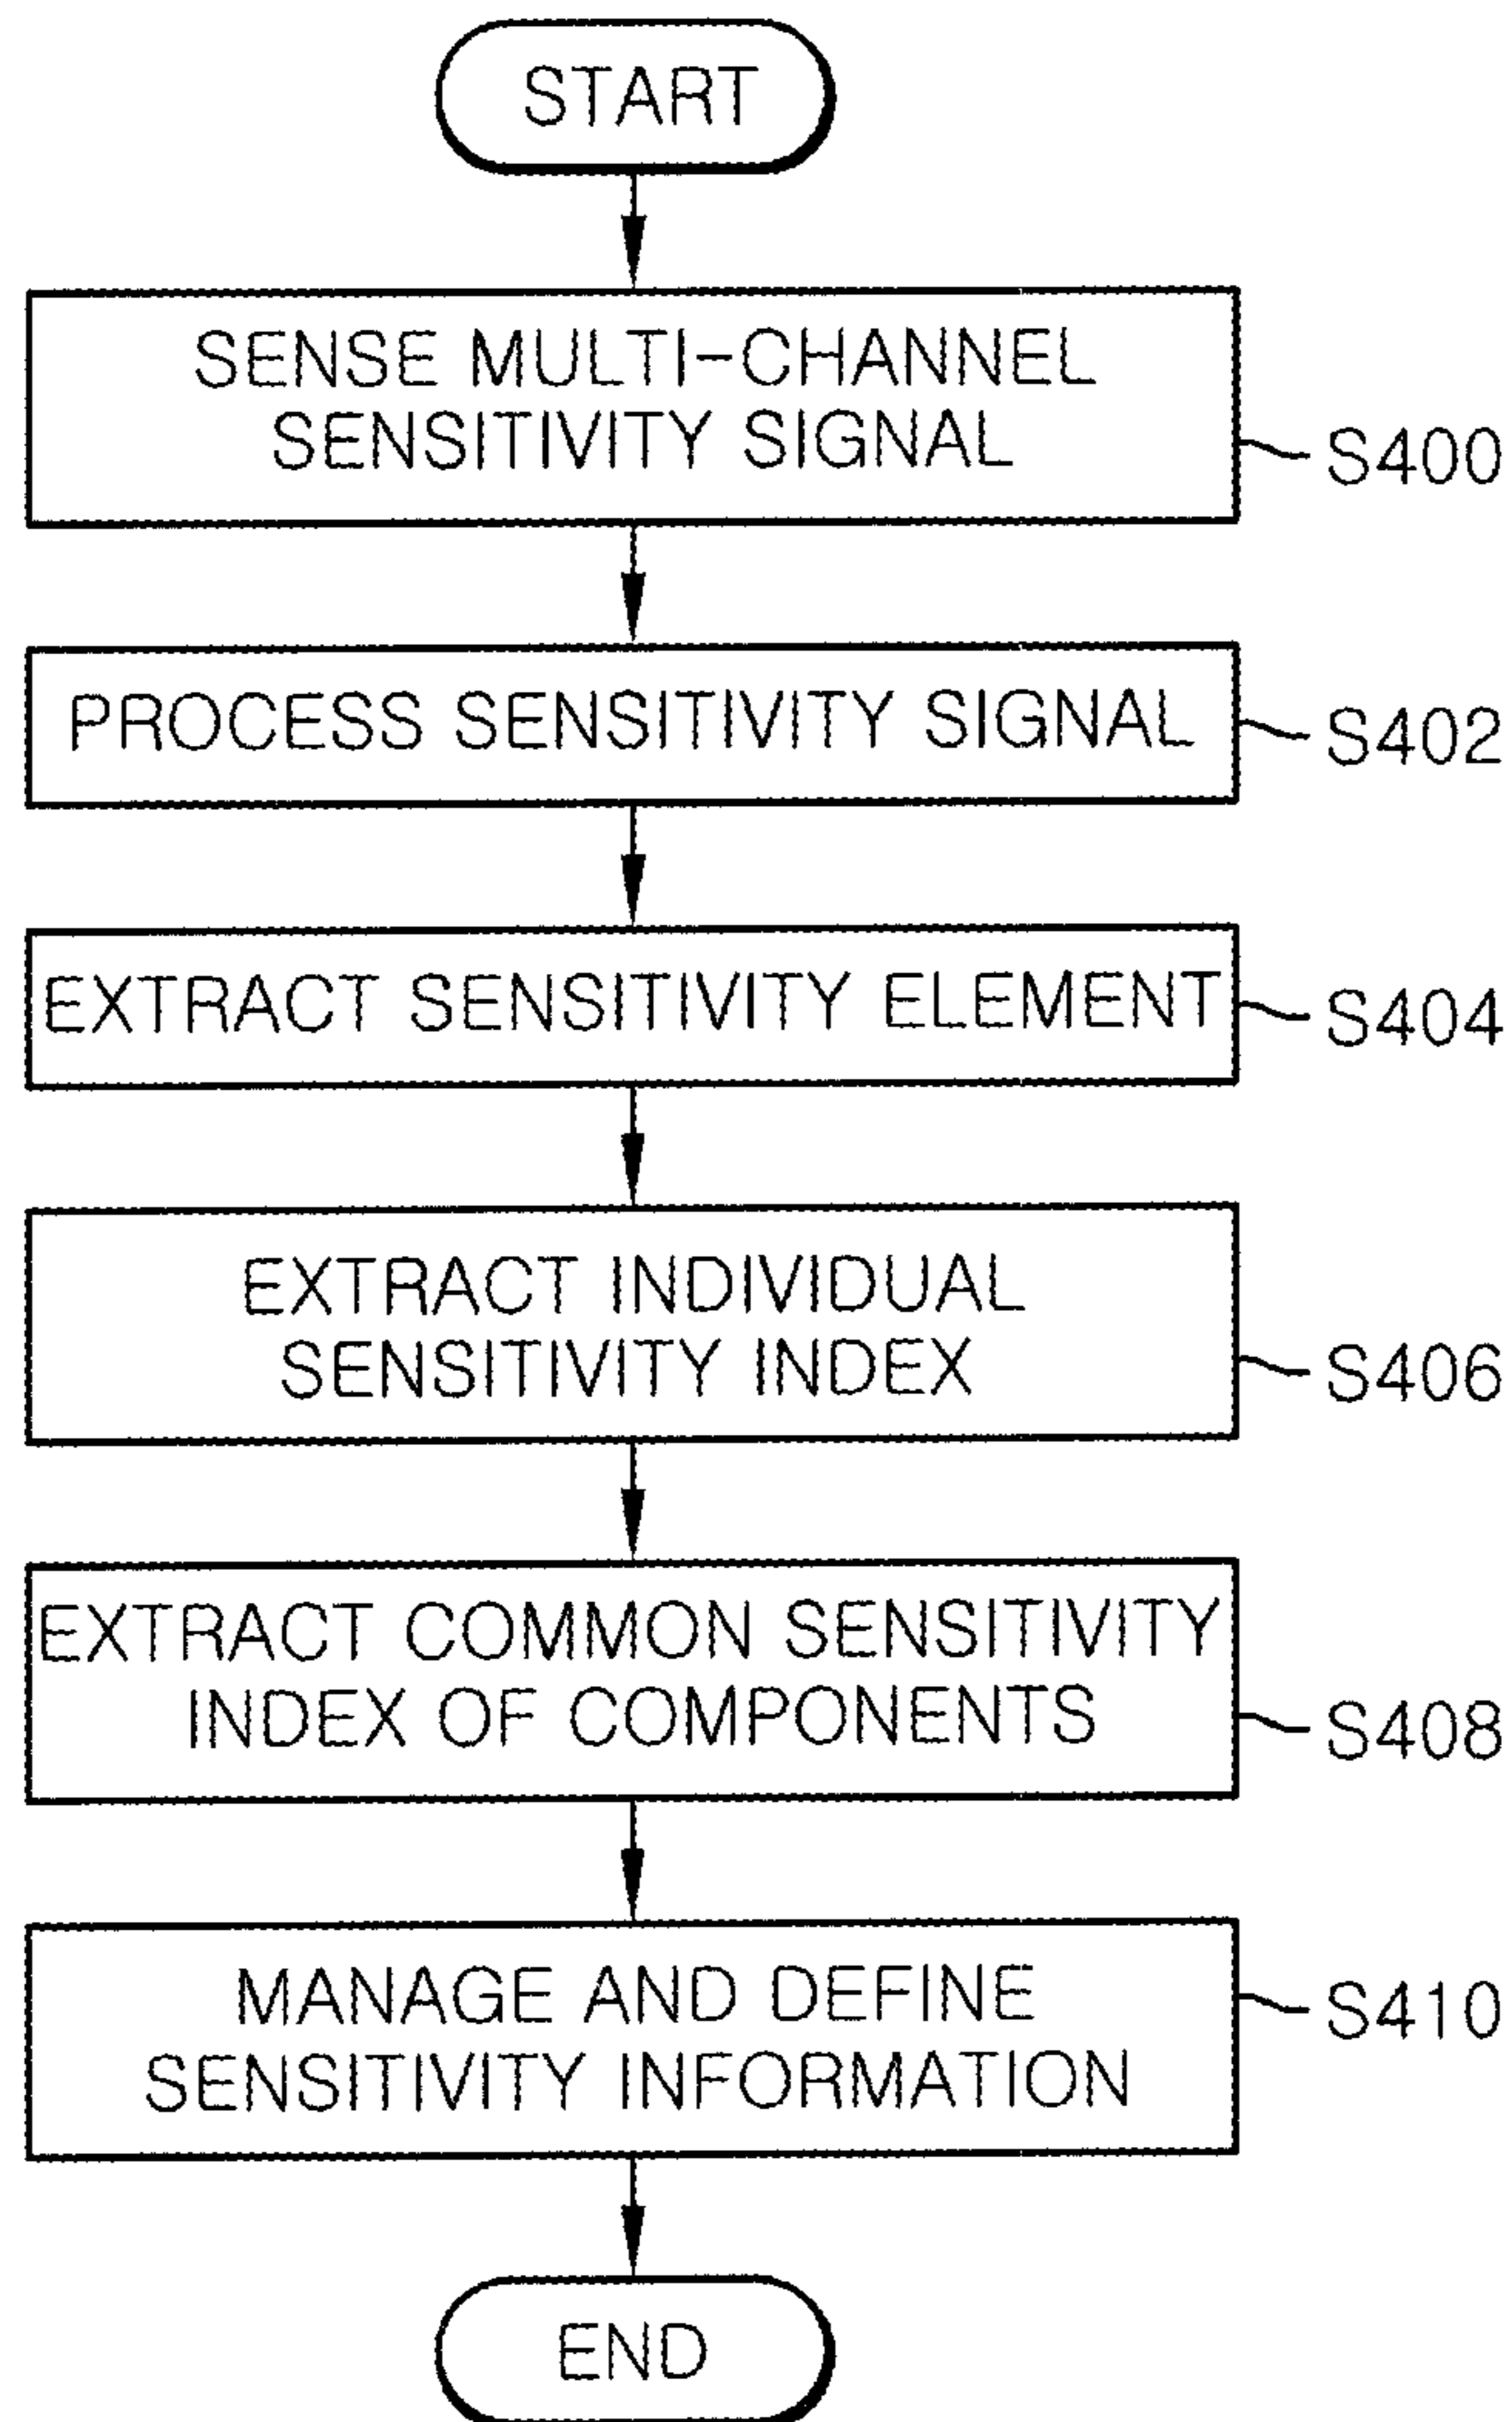 START
SENSE MULTI-CHANNEL
SENSITIVITY SIGNAL
S400
PROCESS SENSITIVITY SIGNAL
S402
EXTRACT SENSITIVITY ELEMENT
S404
EXTRACT INDIVIDUAL
SENSITIVITY INDEX
S406
EXTRACT COMMON SENSITIVITY
INDEX OF COMPONENTS
S408
MANAGE AND DEFINE
SENSITIVITY INFORMATION
S410
END